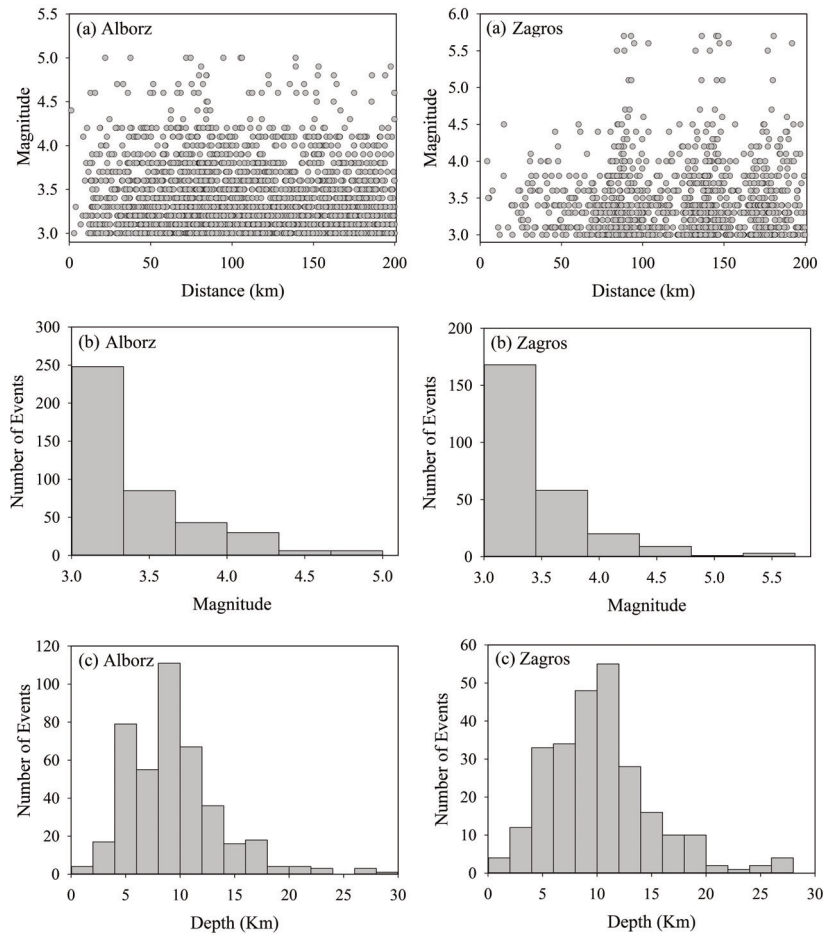 (a) Alborz
5.5
5.0
4.5
4.0
3.5
3.0
Magnitude
0 50 100 150 200
Distance (km)
(a) Zagros
6.0
5.5
5.0
4.5
4.0
3.5
3.0
Magnitude
0 50 100 150 200
Distance (km)
(b) Alborz
300
250
200
150
100
50
0
Number of Events
3.0 3.5 4.0 4.5 5.0
Magnitude
(b) Zagros
200
150
100
50
0
Number of Events
3.0 3.5 4.0 4.5 5.0 5.5
Magnitude
(c) Alborz
120
100
80
60
40
20
0
Number of Events
0 5 10 15 20 25 30
Depth (Km)
(c) Zagros
60
50
40
30
20
10
0
Number of Events
0 5 10 15 20 25 30
Depth (Km)